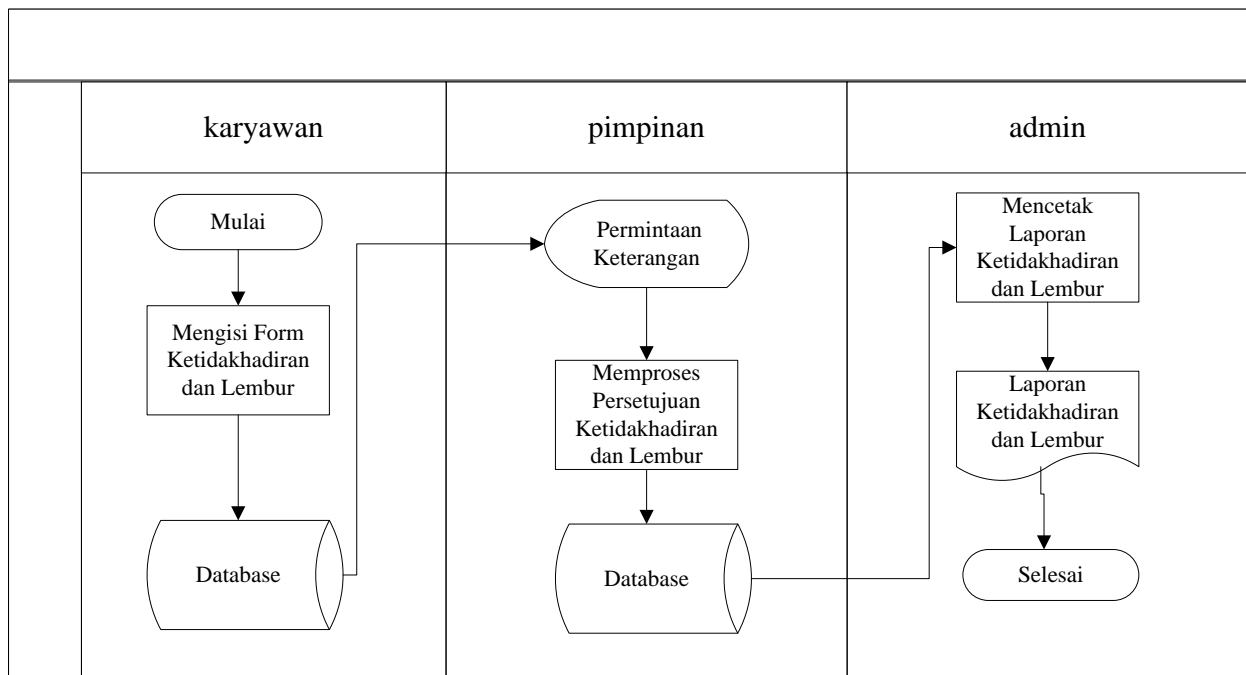 karyawan
pimpinan
admin
Mulai
Mengisi Form
Ketidakhadiran
dan Lembur
Database
Permintaan
Keterangan
Memproses
Persetujuan
Ketidakhadiran
dan Lembur
Database
Mencetak
Laporan
Ketidakhadiran
dan Lembur
Laporan
Ketidakhadiran
dan Lembur
Selesai